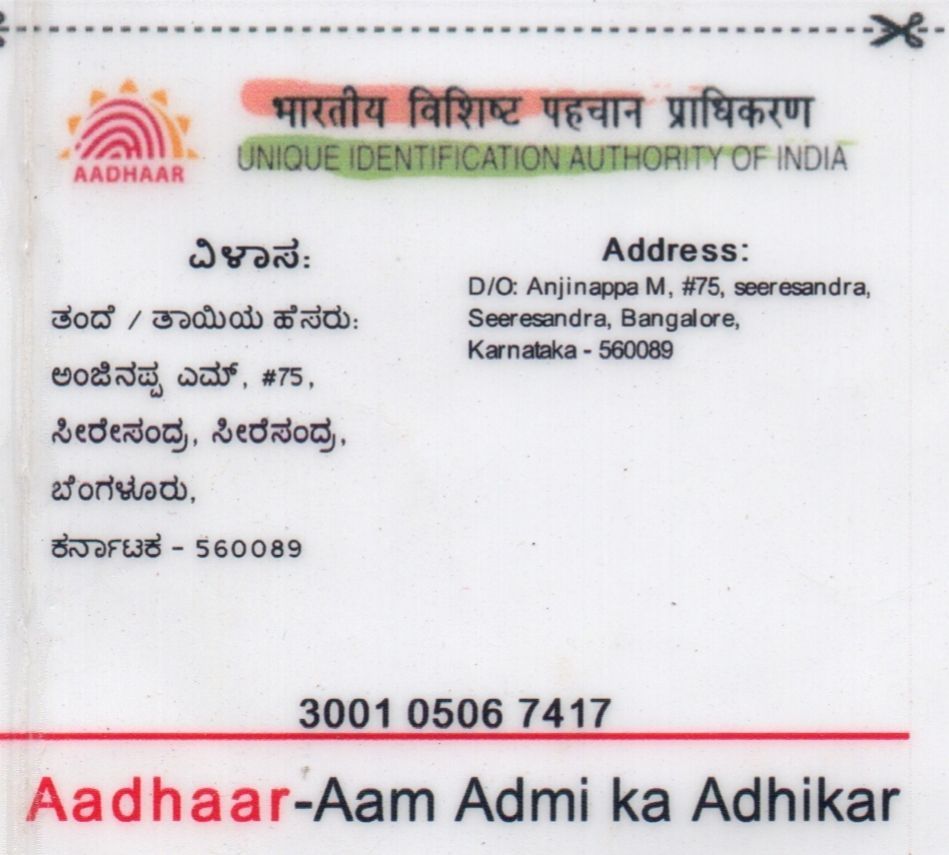 भारतीय विशिष्ट पहचान प्राधिकरण
AADHAAR
UNIQUE IDENTIFICATION AUTHORITY OF INDIA
ವಿಳಾಸ:
ತಂದೆ / ತಾಯಿಯ ಹೆಸರು:
ಅಂಜಿನಪ್ಪ ಎಮ್, #75,
ಸೀರೇಸಂದ್ರ, ಸೀರೆಸಂದ್ರ,
ಬೆಂಗಳೂರು,
ಕರ್ನಾಟಕ - 560089
Address:
D/O: Anjinappa M, #75, seeresandra,
Seeresandra, Bangalore,
Karnataka - 560089
3001 0506 7417
Aadhaar-Aam Admi ka Adhikar